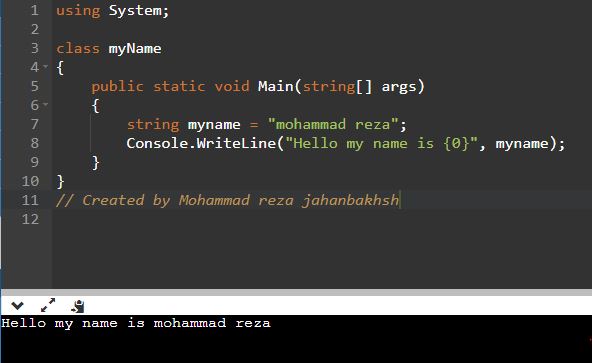 1 using System;
2
3 class myName
4 {
5 public static void Main(string[] args)
6 {
7 string myname = "mohammad reza";
8 Console.WriteLine("Hello my name is {0}", myname);
9 }
10 }
11 // Created by Mohammad reza jahanbakhsh
12
Hello my name is mohammad reza